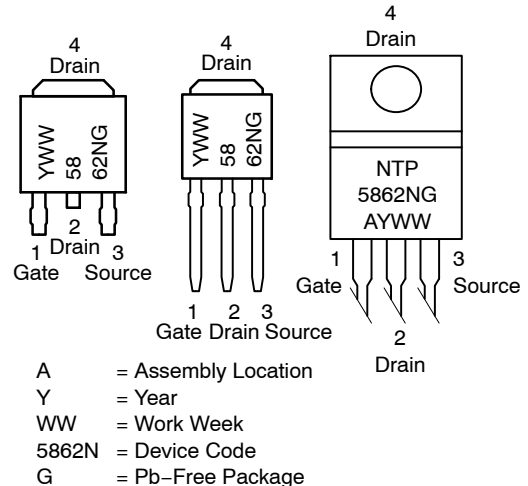 4
Drain
YWW
58
62NG
1
Gate
2
Drain
3
Source
4
Drain
YWW
58
62NG
1
Gate
2
Drain
3
Source
4
Drain
NTP
5862NG
AYWW
1
Gate
2
Drain
3
Source
A = Assembly Location
Y = Year
WW = Work Week
5862N = Device Code
G = Pb−Free Package